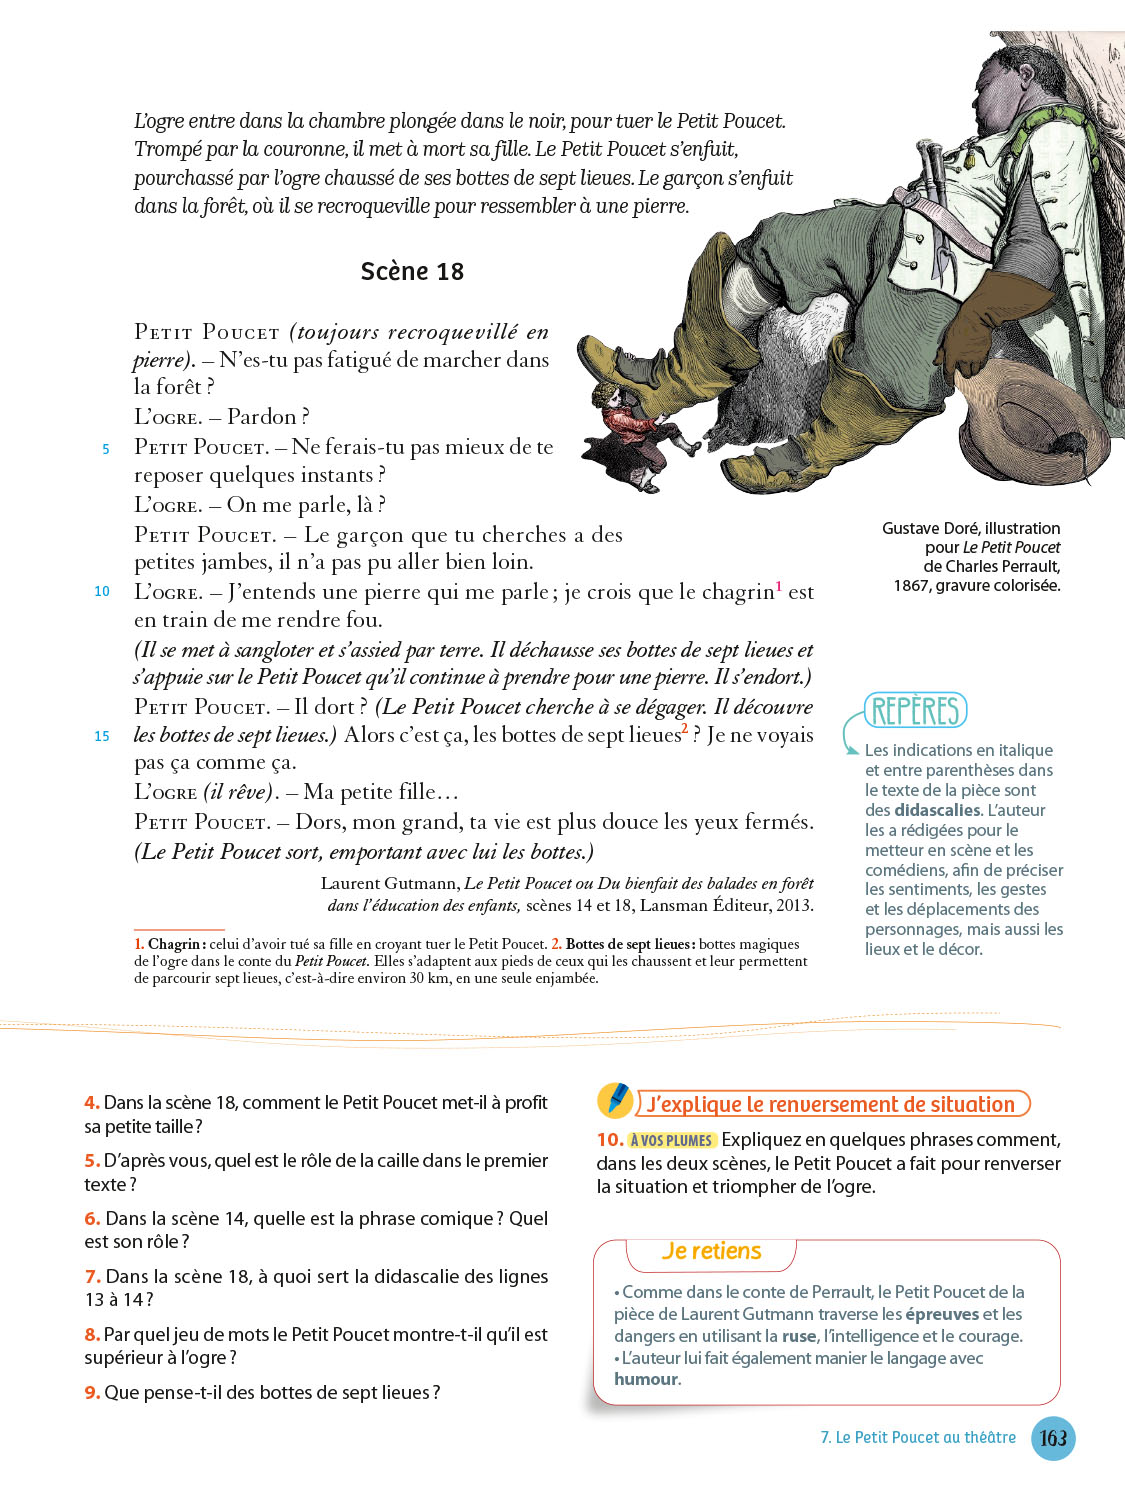 L'ogre entre dans la chambre plongée dans le noir, pour tuer le Petit Poucet.
Trompé par la couronne, il met à mort sa fille. Le Petit Poucet s'enfuit,
pourchassé par l'ogre chaussé de ses bottes de sept lieues. Le garçon s'enfuit
dans la forêt, où il se recroqueville pour ressembler à une pierre.
Scène 18
PETIT POUCET (toujours recroquevillé en
pierre). – N'es-tu pas fatigué de marcher dans
la forêt ?
L'OGRE. – Pardon ?
5 PETIT POUCET. – Ne ferais-tu pas mieux de te
reposer quelques instants ?
L'OGRE. – On me parle, là ?
PETIT POUCET. – Le garçon que tu cherches a des
petites jambes, il n'a pas pu aller bien loin.
10 L'OGRE. – J'entends une pierre qui me parle ; je crois que le chagrin1 est
en train de me rendre fou.
(Il se met à sangloter et s'assied par terre. Il déchausse ses bottes de sept lieues et
s'appuie sur le Petit Poucet qu'il continue à prendre pour une pierre. Il s'endort.)
PETIT POUCET. – Il dort ? (Le Petit Poucet cherche à se dégager. Il découvre
15 les bottes de sept lieues.) Alors c'est ça, les bottes de sept lieues2 ? Je ne voyais
pas ça comme ça.
L'OGRE (il rêve). – Ma petite fille…
PETIT POUCET. – Dors, mon grand, ta vie est plus douce les yeux fermés.
(Le Petit Poucet sort, emportant avec lui les bottes.)
Laurent Gutmann, Le Petit Poucet ou Du bienfait des balades en forêt
dans l'éducation des enfants, scènes 14 et 18, Lansman Éditeur, 2013.
1. Chagrin : celui d'avoir tué sa fille en croyant tuer le Petit Poucet. 2. Bottes de sept lieues : bottes magiques
de l'ogre dans le conte du Petit Poucet. Elles s'adaptent aux pieds de ceux qui les chaussent et leur permettent
de parcourir sept lieues, c'est-à-dire environ 30 km, en une seule enjambée.
Gustave Doré, illustration
pour Le Petit Poucet
de Charles Perrault,
1867, gravure colorisée.
REPÈRES
Les indications en italique
et entre parenthèses dans
le texte de la pièce sont
des didascalies. L'auteur
les a rédigées pour le
metteur en scène et les
comédiens, afin de préciser
les sentiments, les gestes
et les déplacements des
personnages, mais aussi les
lieux et le décor.
4. Dans la scène 18, comment le Petit Poucet met-il à profit
sa petite taille ?
5. D'après vous, quel est le rôle de la caille dans le premier
texte ?
6. Dans la scène 14, quelle est la phrase comique ? Quel
est son rôle ?
7. Dans la scène 18, à quoi sert la didascalie des lignes
13 à 14 ?
8. Par quel jeu de mots le Petit Poucet montre-t-il qu'il est
supérieur à l'ogre ?
9. Que pense-t-il des bottes de sept lieues ?
J'explique le renversement de situation
10. À VOS PLUMES Expliquez en quelques phrases comment,
dans les deux scènes, le Petit Poucet a fait pour renverser
la situation et triompher de l'ogre.
Je retiens
• Comme dans le conte de Perrault, le Petit Poucet de la
pièce de Laurent Gutmann traverse les épreuves et les
dangers en utilisant la ruse, l'intelligence et le courage.
• L'auteur lui fait également manier le langage avec
humour.
7. Le Petit Poucet au théâtre 163